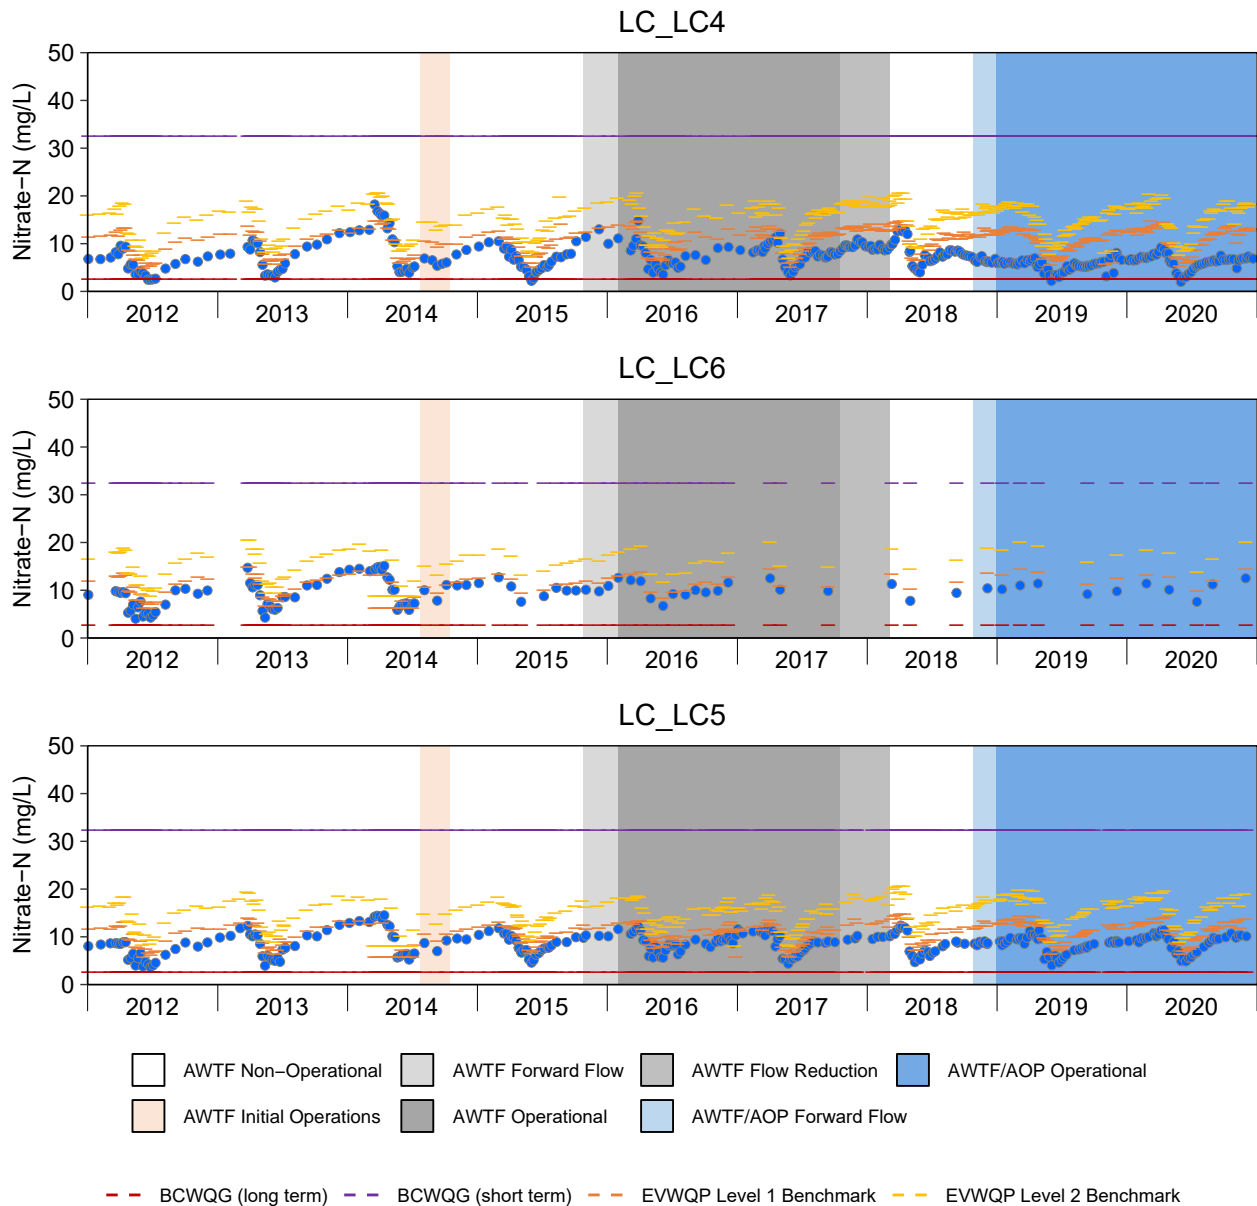 LC_LC4
Nitrate−N (mg/L)
50
40
30
20
10
0
2012 2013 2014 2015 2016 2017 2018 2019 2020
LC_LC6
Nitrate−N (mg/L)
50
40
30
20
10
0
2012 2013 2014 2015 2016 2017 2018 2019 2020
LC_LC5
Nitrate−N (mg/L)
50
40
30
20
10
0
2012 2013 2014 2015 2016 2017 2018 2019 2020
AWTF Non−Operational AWTF Forward Flow AWTF Flow Reduction AWTF/AOP Operational
AWTF Initial Operations AWTF Operational AWTF/AOP Forward Flow
BCWQG (long term) BCWQG (short term) EVWQP Level 1 Benchmark EVWQP Level 2 Benchmark